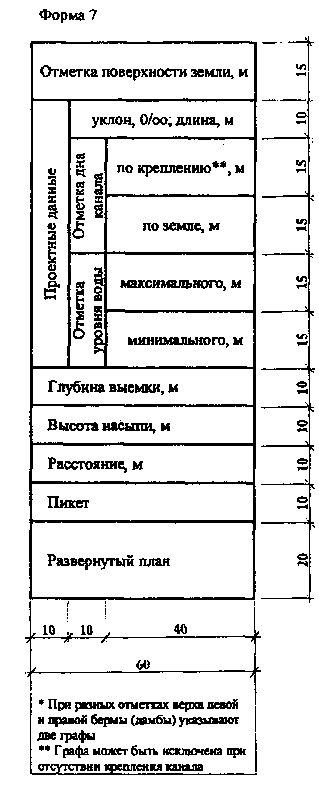 Форма 7
Отметка поверхности земли, м
15
Проектные данные
уклон, 0/оо; длина, м
10
Отметка дна
канала
по креплению**, м
15
по земле, м
15
Отметка
уровня воды
максимального, м
15
минимального, м
15
Глубина выемки, м
10
Высота насыпи, м
10
Расстояние, м
10
Пикет
10
Развернутый план
20
10
10
40
60
* При разных отметках верха левой
и правой бермы (дамбы) указывают
две графы
** Графа может быть исключена при
отсутствии крепления канала